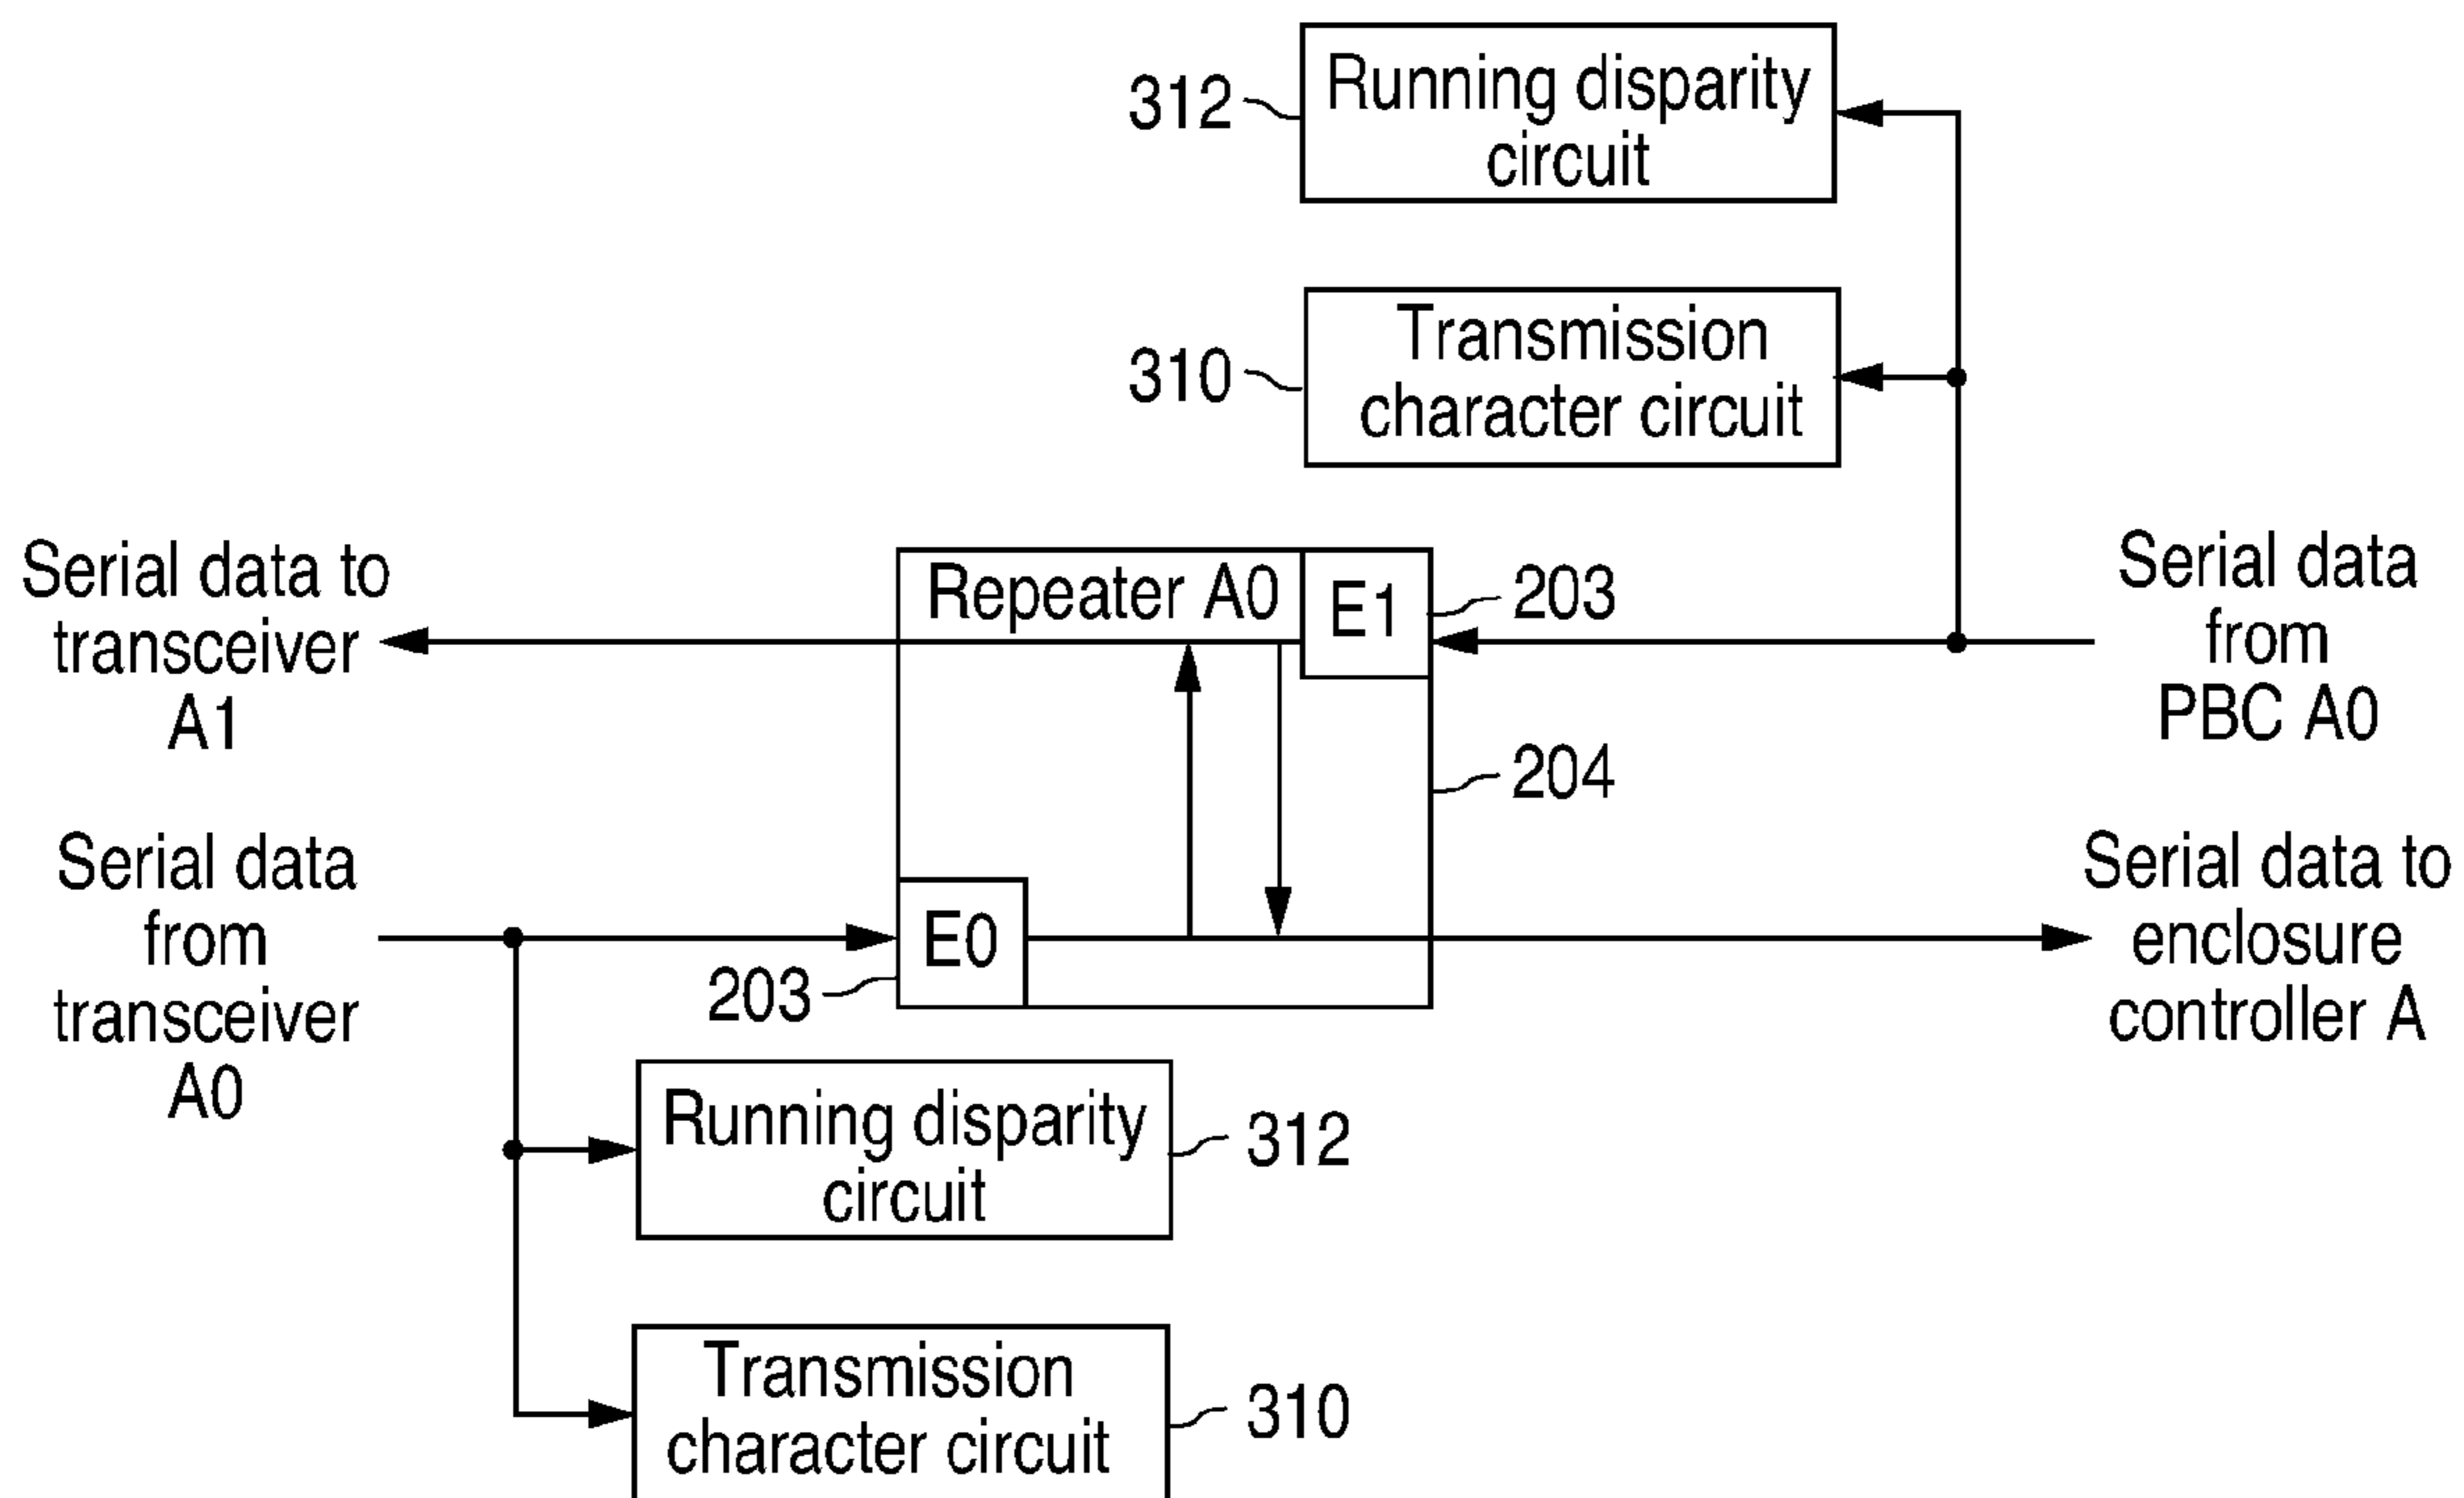 312
Running disparity
circuit
310
Transmission
character circuit
Serial data to
transceiver
A1
Repeater A0
E1
203
Serial data
from
PBC A0
204
Serial data
from
transceiver
A0
E0
203
Serial data to
enclosure
controller A
Running disparity
circuit
312
Transmission
character circuit
310